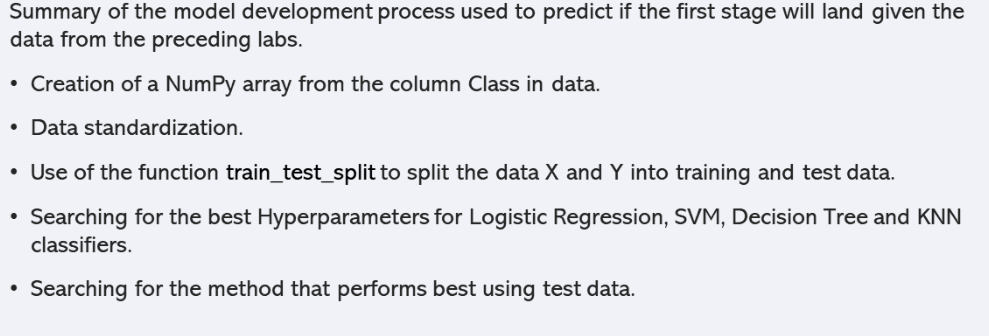 Summary of the model development process used to predict if the first stage will land given the
data from the preceding labs.
• Creation of a NumPy array from the column Class in data.
• Data standardization.
• Use of the function train_test_split to split the data X and Y into training and test data.
• Searching for the best Hyperparameters for Logistic Regression, SVM, Decision Tree and KNN
classifiers.
• Searching for the method that performs best using test data.